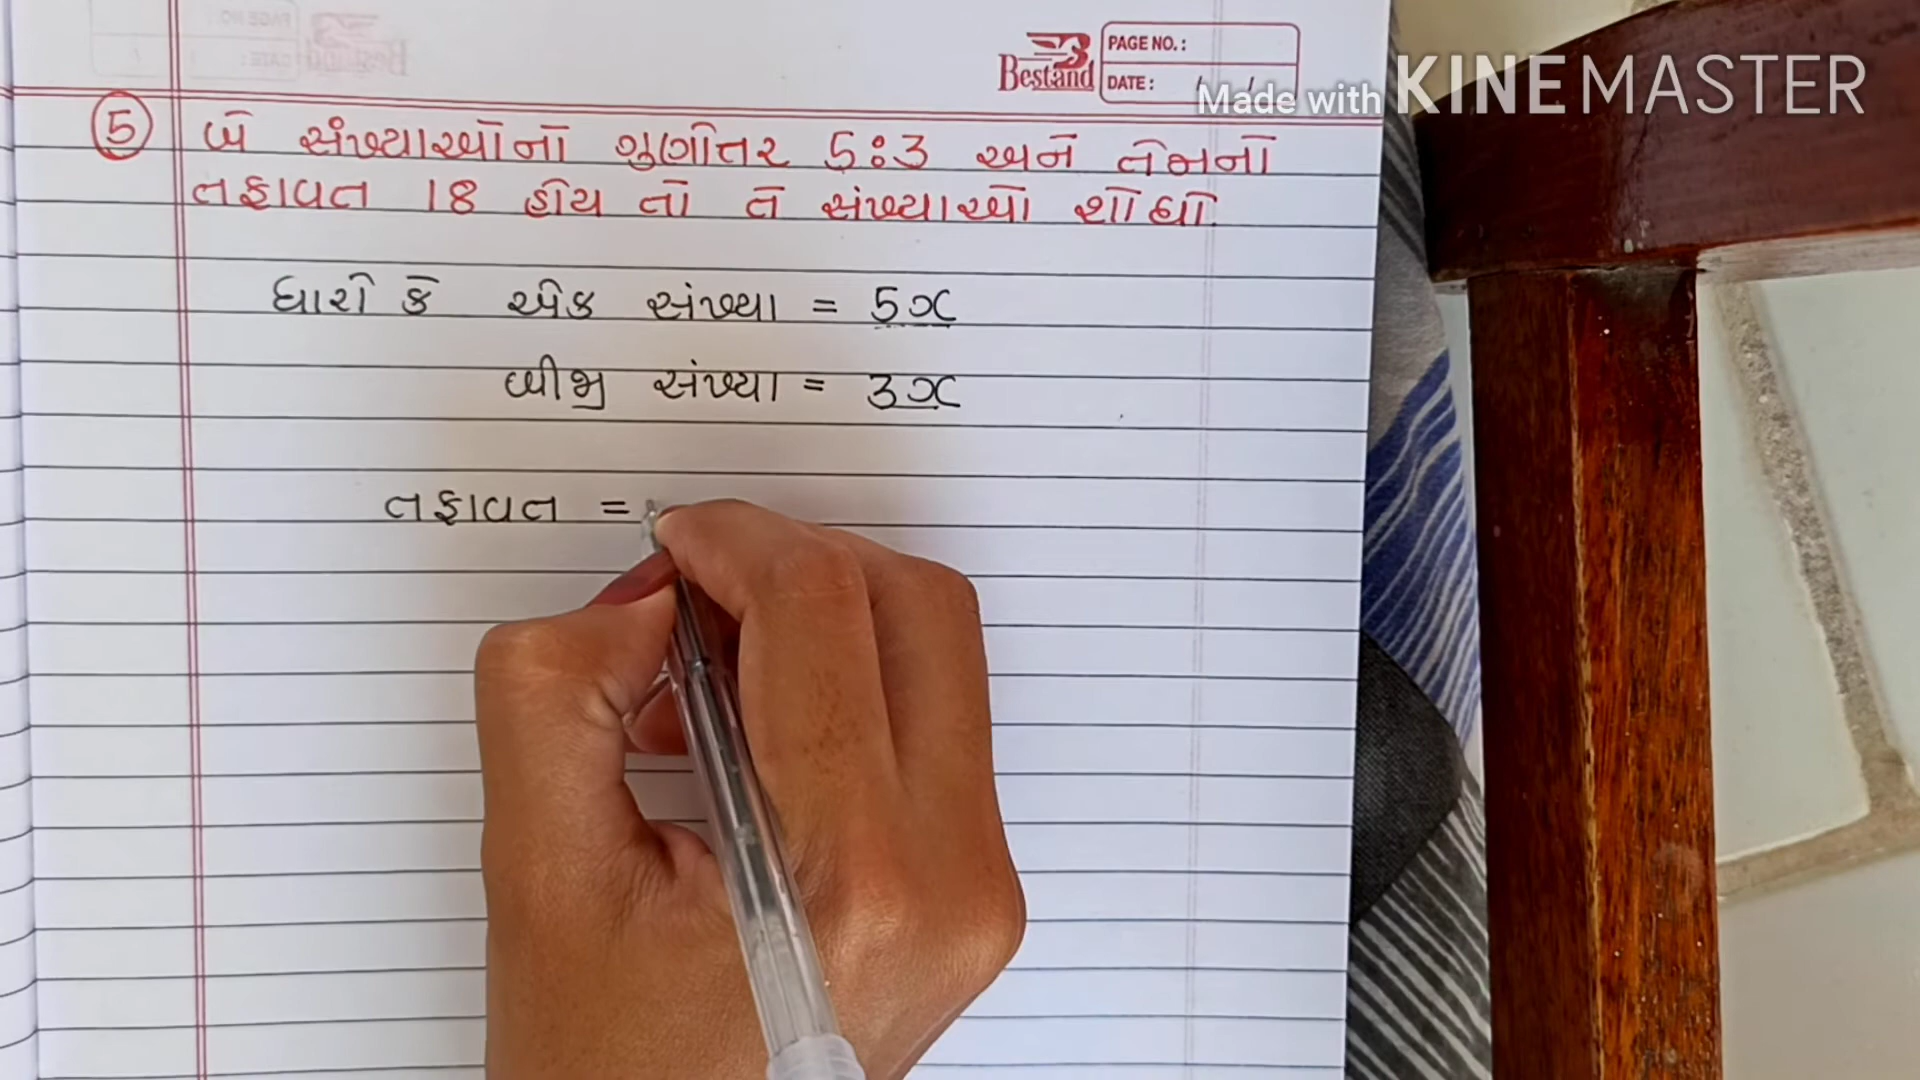 Bestand
PAGE NO. :
DATE : / /
Made with KINEMASTER
5 બે સંખ્યાઓનો ગુણોત્તર 5:3 અને તેમનો
તફાવત 18 હોય તો તે સંખ્યાઓ શોધો.
ધારો કે એક સંખ્યા = 5x
બીજી સંખ્યા = 3x
તફાવત =